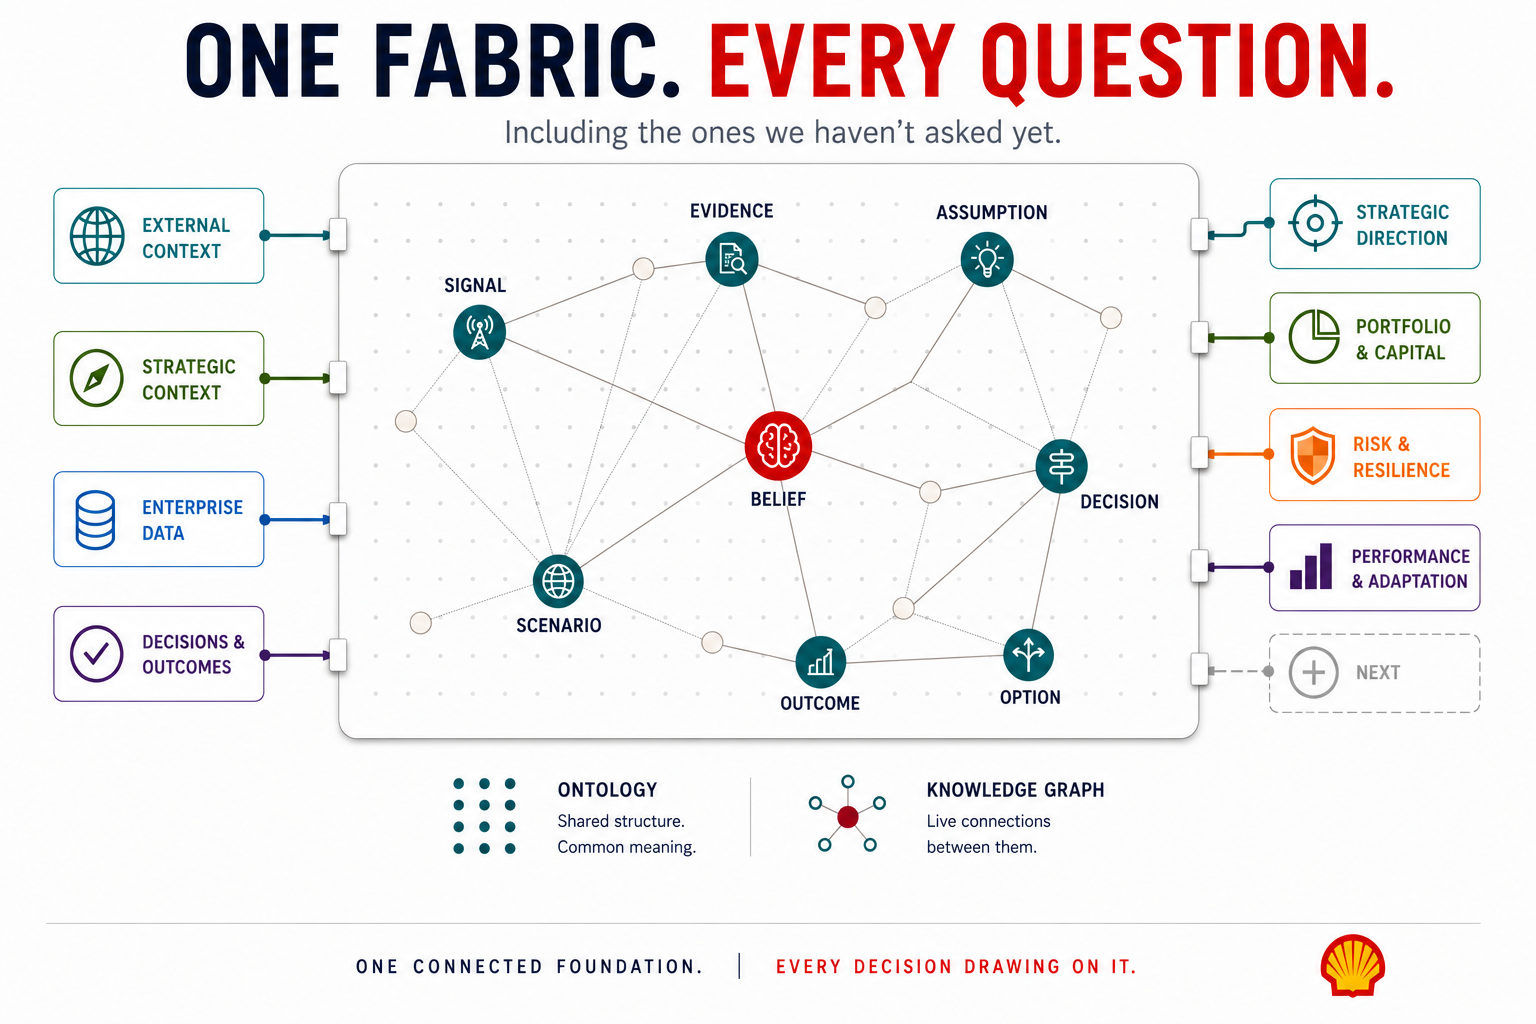 ONE FABRIC. EVERY QUESTION.
Including the ones we haven't asked yet.
EXTERNAL
CONTEXT
STRATEGIC
CONTEXT
ENTERPRISE
DATA
DECISIONS &
OUTCOMES
EVIDENCE
ASSUMPTION
SIGNAL
BELIEF
DECISION
SCENARIO
OUTCOME
OPTION
STRATEGIC
DIRECTION
PORTFOLIO
& CAPITAL
RISK &
RESILIENCE
PERFORMANCE
& ADAPTATION
NEXT
ONTOLOGY
Shared structure.
Common meaning.
KNOWLEDGE GRAPH
Live connections
between them.
ONE CONNECTED FOUNDATION.
EVERY DECISION DRAWING ON IT.